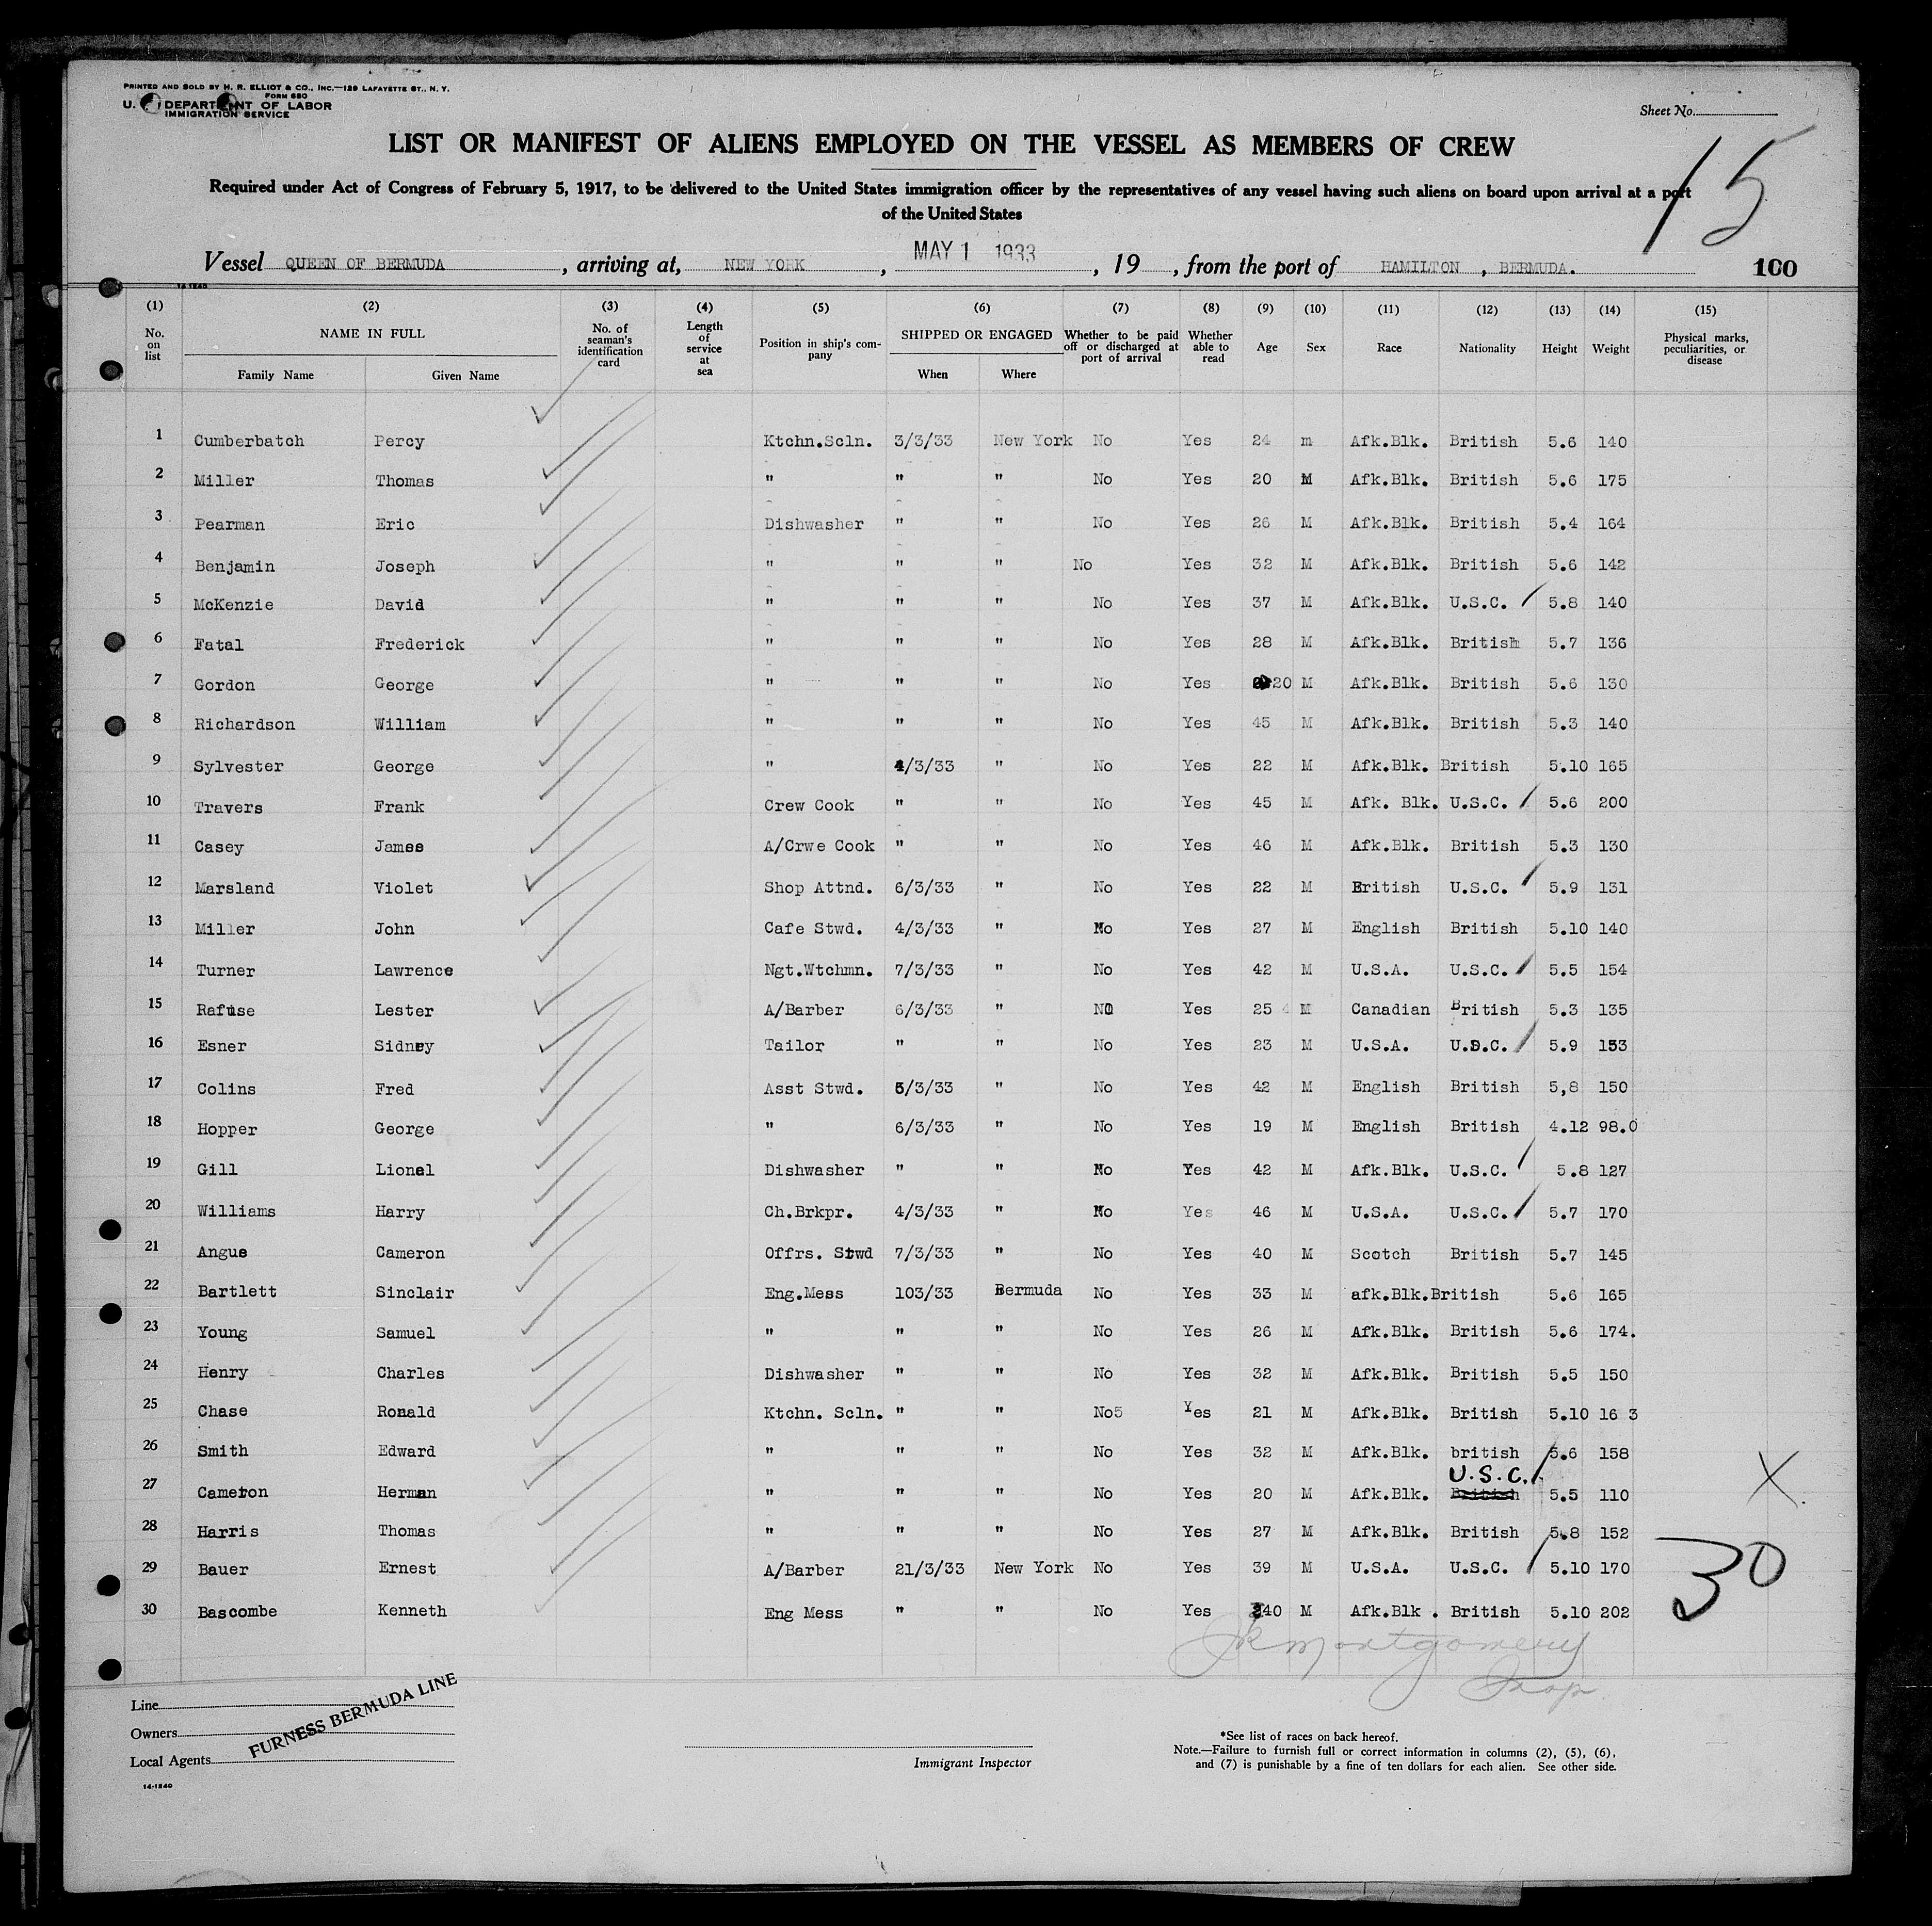 PRINTED AND SOLD BY H. R. ELLIOT & CO., INC.—129 LAFAYETTE ST., N. Y.
FORM 680
U. DEPARTMENT OF LABOR
IMMIGRATION SERVICE
Sheet No.
15
LIST OR MANIFEST OF ALIENS EMPLOYED ON THE VESSEL AS MEMBERS OF CREW
Required under Act of Congress of February 5, 1917, to be delivered to the United States immigration officer by the representatives of any vessel having such aliens on board upon arrival at a port
of the United States
Vessel QUEEN OF BERMUDA, arriving at, NEW YORK, MAY 1 1933, 19, from the port of HAMILTON, BERMUDA. 100
14-1240
(1) (2) (3) (4) (5) (6) (7) (8) (9) (10) (11) (12) (13) (14) (15)
No. on list NAME IN FULL Family Name Given Name No. of seaman's identification card Length of service at sea Position in ship's company SHIPPED OR ENGAGED When Where Whether to be paid off or discharged at port of arrival Whether able to read Age Sex Race Nationality Height Weight Physical marks, peculiarities, or disease
1 Cumberbatch Percy Ktchn.Scln. 3/3/33 New York No Yes 24 m Afk.Blk. British 5.6 140
2 Miller Thomas " " " No Yes 20 M Afk.Blk. British 5.6 175
3 Pearman Eric Dishwasher " " No Yes 26 M Afk.Blk. British 5.4 164
4 Benjamin Joseph " " " No Yes 32 M Afk.Blk. British 5.6 142
5 McKenzie David " " " No Yes 37 M Afk.Blk. U.S.C. 5.8 140
6 Fatal Frederick " " " No Yes 28 M Afk.Blk. British 5.7 136
7 Gordon George " " " No Yes 20 M Afk.Blk. British 5.6 130
8 Richardson William " " " No Yes 45 M Afk.Blk. British 5.3 140
9 Sylvester George " 4/3/33 " No Yes 22 M Afk.Blk. British 5.10 165
10 Travers Frank Crew Cook " " No Yes 45 M Afk. Blk. U.S.C. 5.6 200
11 Casey James A/Crwe Cook " " No Yes 46 M Afk.Blk. British 5.3 130
12 Marsland Violet Shop Attnd. 6/3/33 " No Yes 22 M British U.S.C. 5.9 131
13 Miller John Cafe Stwd. 4/3/33 " No Yes 27 M English British 5.10 140
14 Turner Lawrence Ngt.Wtchmn. 7/3/33 " No Yes 42 M U.S.A. U.S.C. 5.5 154
15 Rafuse Lester A/Barber 6/3/33 " No Yes 25 4 M Canadian British 5.3 135
16 Esner Sidney Tailor " " No Yes 23 M U.S.A. U.S.C. 5.9 153
17 Colins Fred Asst Stwd. 5/3/33 " No Yes 42 M English British 5,8 150
18 Hopper George " 6/3/33 " No Yes 19 M English British 4.12 98.0
19 Gill Lionel Dishwasher " " No Yes 42 M Afk.Blk. U.S.C. 5.8 127
20 Williams Harry Ch.Brkpr. 4/3/33 " No Yes 46 M U.S.A. U.S.C. 5.7 170
21 Angus Cameron Offrs. Stwd 7/3/33 " No Yes 40 M Scotch British 5.7 145
22 Bartlett Sinclair Eng.Mess 103/33 Bermuda No Yes 33 M afk.Blk.British 5.6 165
23 Young Samuel " " " No Yes 26 M Afk.Blk. British 5.6 174.
24 Henry Charles Dishwasher " " No Yes 32 M Afk.Blk. British 5.5 150
25 Chase Ronald Ktchn. Scln. " " No5 Yes 21 M Afk.Blk. British 5.10 16 3
26 Smith Edward " " " No Yes 32 M Afk.Blk. british 5.6 158
27 Cameron Herman " " " No Yes 20 M Afk.Blk. British U.S.C. 5.5 110 X
28 Harris Thomas " " " No Yes 27 M Afk.Blk. British 5.8 152
29 Bauer Ernest A/Barber 21/3/33 New York No Yes 39 M U.S.A. U.S.C. 5.10 170
30 Bascombe Kenneth Eng Mess " " No Yes 40 M Afk.Blk . British 5.10 202
30
Montgomery
Insp.
Line
Owners
Local Agents
FURNESS BERMUDA LINE
14-1240
Immigrant Inspector
*See list of races on back hereof.
Note.—Failure to furnish full or correct information in columns (2), (5), (6),
and (7) is punishable by a fine of ten dollars for each alien. See other side.